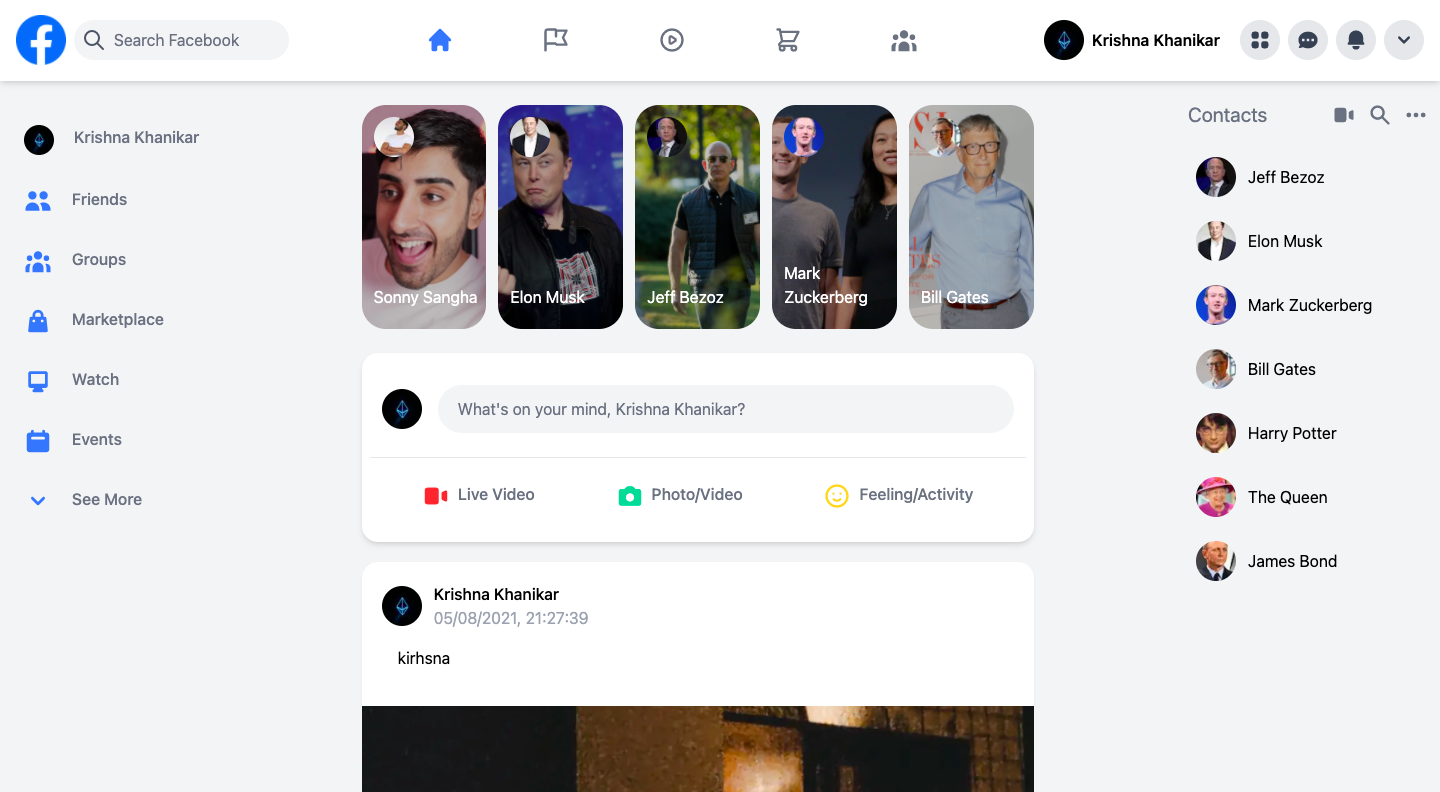 Search Facebook
Krishna Khanikar
Krishna Khanikar
Friends
Groups
Marketplace
Watch
Events
See More
Sonny Sangha
Elon Musk
Jeff Bezoz
Mark
Zuckerberg
Bill Gates
What's on your mind, Krishna Khanikar?
Live Video
Photo/Video
Feeling/Activity
Krishna Khanikar
05/08/2021, 21:27:39
kirhsna
Contacts
Jeff Bezoz
Elon Musk
Mark Zuckerberg
Bill Gates
Harry Potter
The Queen
James Bond